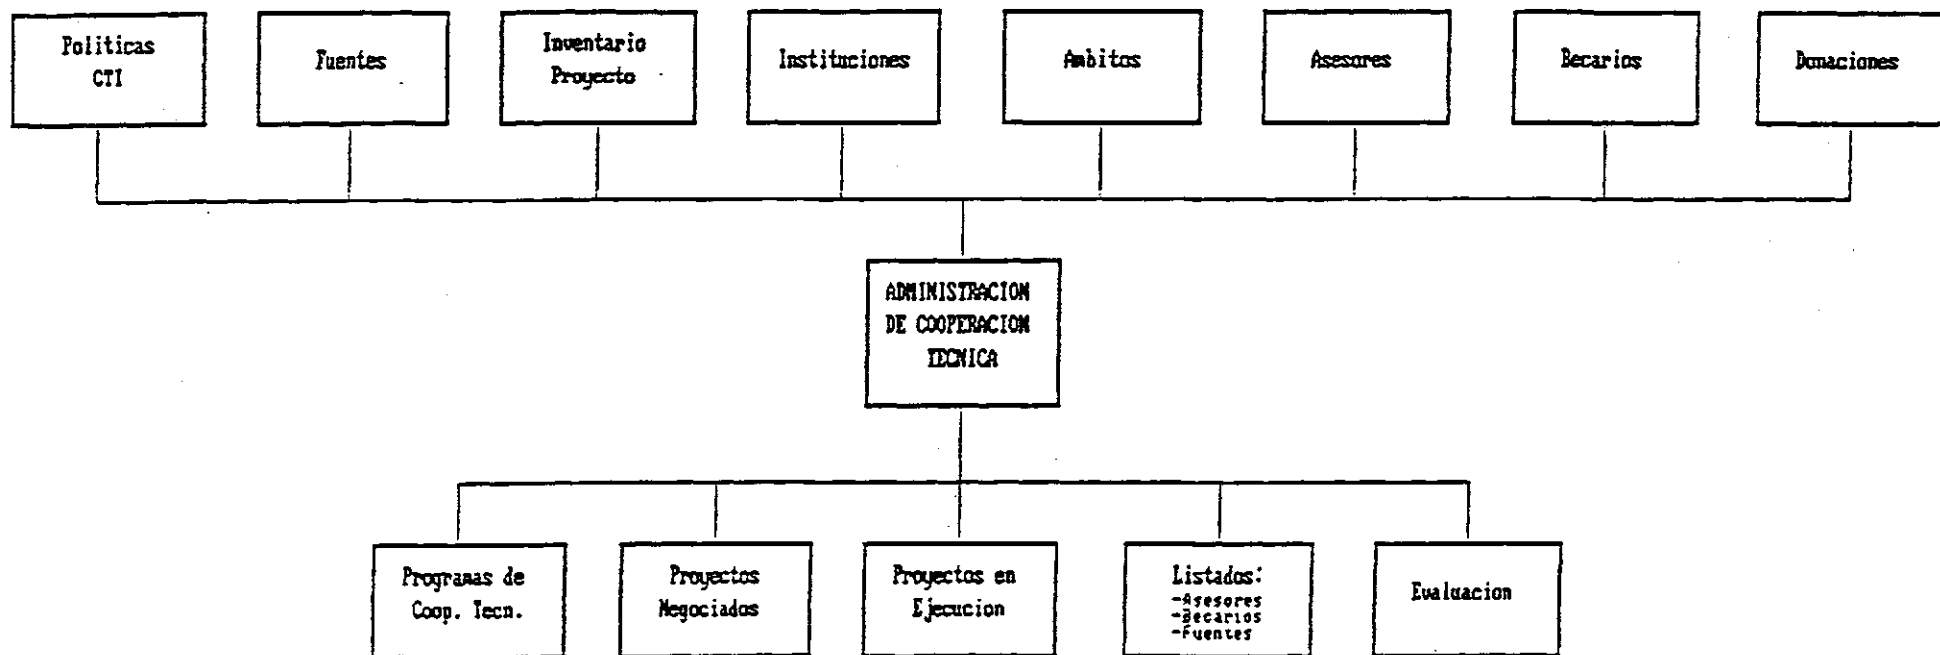 Politicas
CTI
Fuentes
Inventario
Proyecto
Instituciones
Ambitos
Asesores
Becarios
Donaciones
ADMINISTRACION
DE COOPERACION
TECNICA
Programas de
Coop. Tecn.
Proyectos
Negociados
Proyectos en
Ejecucion
Listados:
-Asesores
-Becarios
-Fuentes
Evaluacion